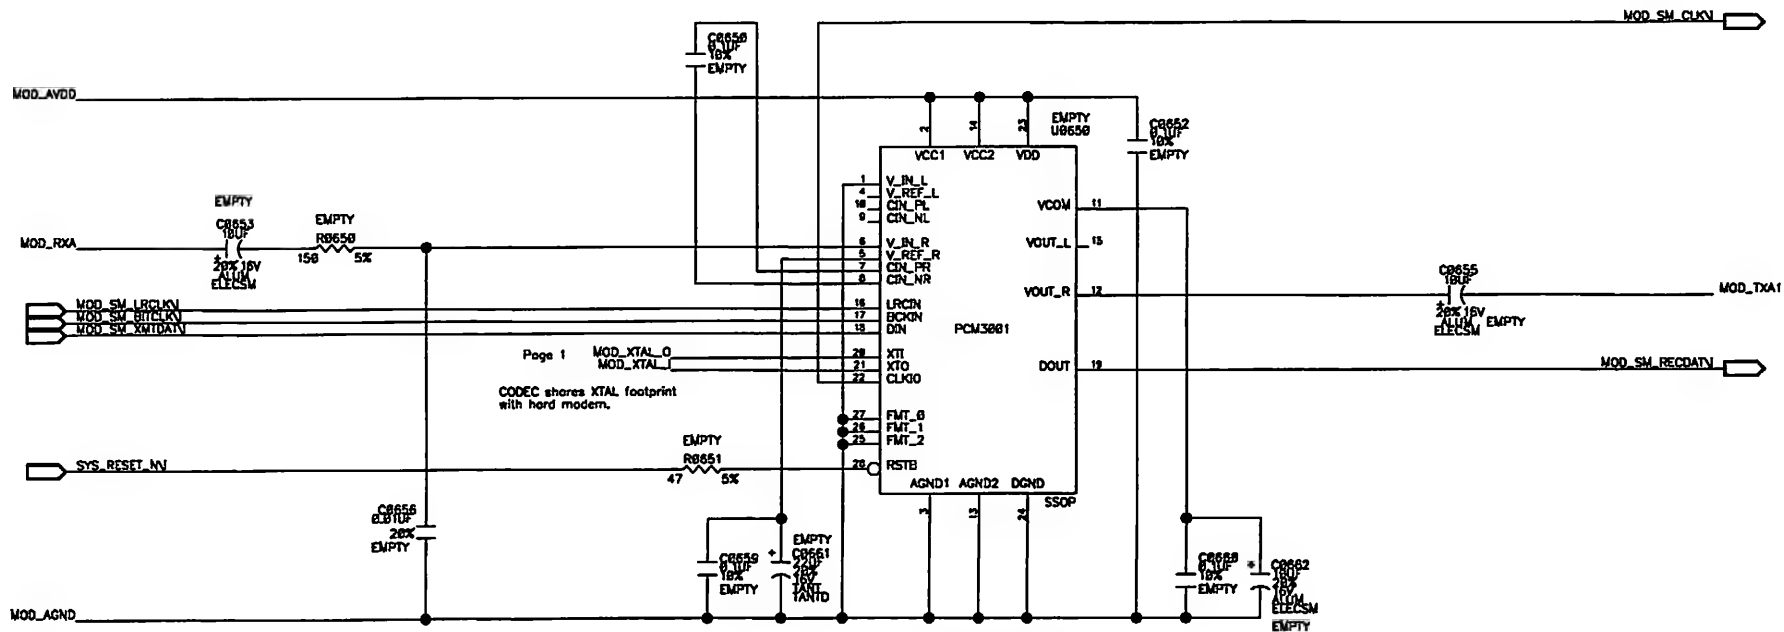 MOD_SM_CLK\I
C0650
0.1UF
10%
EMPTY
MOD_AVDD
EMPTY
U0650
2
14
23
C0652
0.1UF
10%
EMPTY
VCC1 VCC2 VDD
1 V_IN_L
4 V_REF_L
10 CIN_PL
9 CIN_NL
VCOM 11
EMPTY
C0653
10UF
+
20% 16V
ALUM
ELECSM
EMPTY
R0650
150 5%
MOD_RXA
6 V_IN_R
5 V_REF_R
7 CIN_PR
8 CIN_NR
VOUT_L 15
VOUT_R 12
C0655
10UF
+
20% 16V
ALUM
ELECSM
EMPTY
MOD_TXA1
MOD_SM_LRCLK\I
MOD_SM_BITCLK\I
MOD_SM_XMTDAT\I
16 LRCIN
17 BCKIN
18 DIN
PCM3001
Page 1
MOD_XTAL_O
MOD_XTAL_I
20 XTI
21 XTO
22 CLKIO
DOUT 19
MOD_SM_RECDAT\I
CODEC shares XTAL footprint
with hard modem.
27 FMT_0
26 FMT_1
25 FMT_2
EMPTY
R0651
47 5%
SYS_RESET_N\I
28 RSTB
AGND1 AGND2 DGND
SSOP
3
13
24
C0656
0.01UF
20%
EMPTY
C0659
0.1UF
10%
EMPTY
EMPTY
+
C0661
20%
16V
TANT
TANTD
C0660
0.1UF
10%
EMPTY
+
C0662
10UF
20%
16V
ALUM
ELECSM
EMPTY
MOD_AGND